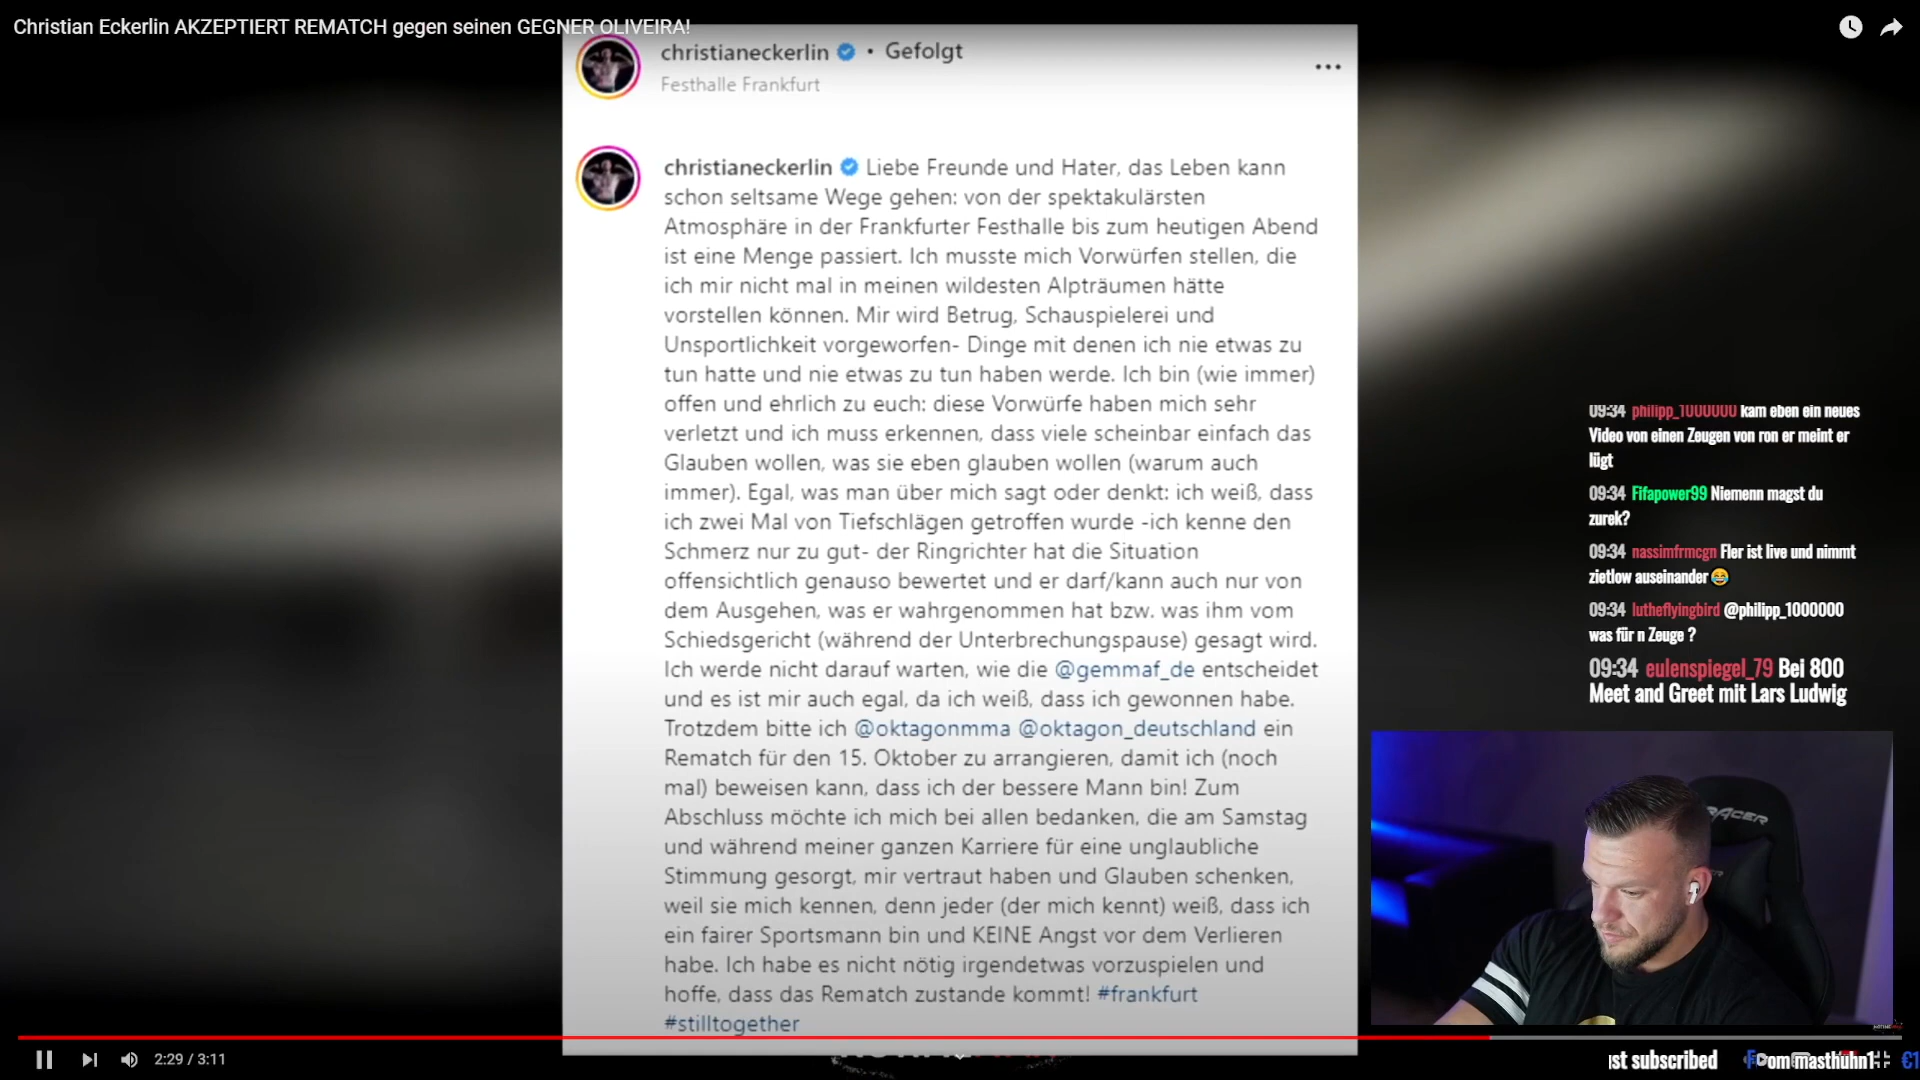 Christian Eckerlin AKZEPTIERT REMATCH gegen seinen GEGNER OLIVEIRA!
christianeckerlin • Gefolgt
Festhalle Frankfurt
christianeckerlin Liebe Freunde und Hater, das Leben kann
schon seltsame Wege gehen: von der spektakulärsten
Atmosphäre in der Frankfurter Festhalle bis zum heutigen Abend
ist eine Menge passiert. Ich musste mich Vorwürfen stellen, die
ich mir nicht mal in meinen wildesten Alpträumen hätte
vorstellen können. Mir wird Betrug, Schauspielerei und
Unsportlichkeit vorgeworfen- Dinge mit denen ich nie etwas zu
tun hatte und nie etwas zu tun haben werde. Ich bin (wie immer)
offen und ehrlich zu euch: diese Vorwürfe haben mich sehr
verletzt und ich muss erkennen, dass viele scheinbar einfach das
Glauben wollen, was sie eben glauben wollen (warum auch
immer). Egal, was man über mich sagt oder denkt: ich weiß, dass
ich zwei Mal von Tiefschlägen getroffen wurde -ich kenne den
Schmerz nur zu gut- der Ringrichter hat die Situation
offensichtlich genauso bewertet und er darf/kann auch nur von
dem Ausgehen, was er wahrgenommen hat bzw. was ihm vom
Schiedsgericht (während der Unterbrechungspause) gesagt wird.
Ich werde nicht darauf warten, wie die @gemmaf_de entscheidet
und es ist mir auch egal, da ich weiß, dass ich gewonnen habe.
Trotzdem bitte ich @oktagonmma @oktagon_deutschland ein
Rematch für den 15. Oktober zu arrangieren, damit ich (noch
mal) beweisen kann, dass ich der bessere Mann bin! Zum
Abschluss möchte ich mich bei allen bedanken, die am Samstag
und während meiner ganzen Karriere für eine unglaubliche
Stimmung gesorgt, mir vertraut haben und Glauben schenken,
weil sie mich kennen, denn jeder (der mich kennt) weiß, dass ich
ein fairer Sportsmann bin und KEINE Angst vor dem Verlieren
habe. Ich habe es nicht nötig irgendetwas vorzuspielen und
hoffe, dass das Rematch zustande kommt! #frankfurt
#stilltogether
09:34 philipp_1000000 kam eben ein neues
Video von einen Zeugen von ron er meint er
lügt
09:34 Fifapower99 Niemenn magst du
zurek?
09:34 nassimfrmcgn Fler ist live und nimmt
zietlow auseinander😂
09:34 lutheflyingbird @philipp_1000000
was für n Zeuge ?
09:34 eulenspiegel_79 Bei 800
Meet and Greet mit Lars Ludwig
RACER
2:29 / 3:11
st subscribed
om masthuhn1